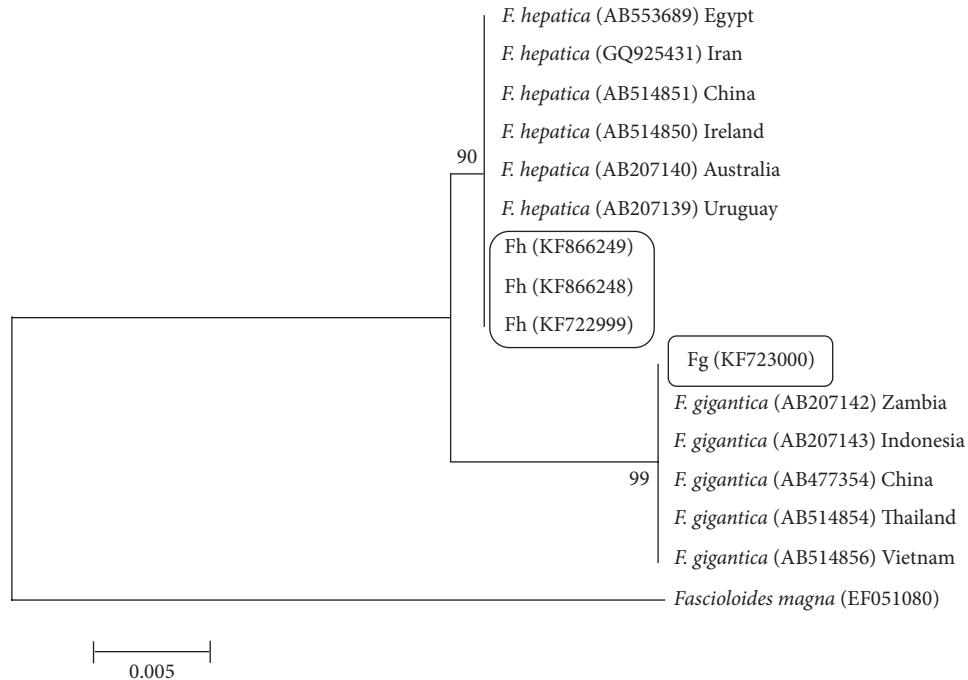 F. hepatica (AB553689) Egypt
F. hepatica (GQ925431) Iran
F. hepatica (AB514851) China
F. hepatica (AB514850) Ireland
90
F. hepatica (AB207140) Australia
F. hepatica (AB207139) Uruguay
Fh (KF866249)
Fh (KF866248)
Fh (KF722999)
Fg (KF723000)
F. gigantica (AB207142) Zambia
F. gigantica (AB207143) Indonesia
99
F. gigantica (AB477354) China
F. gigantica (AB514854) Thailand
F. gigantica (AB514856) Vietnam
Fascioloides magna (EF051080)
0.005